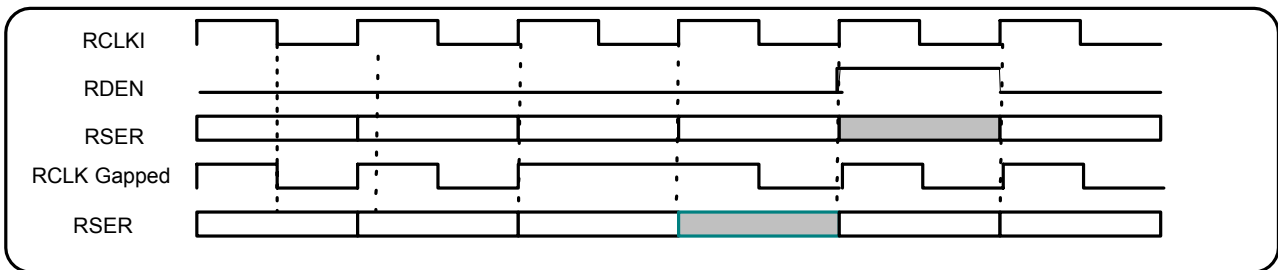 RCLKI
RDEN
RSER
RCLK Gapped
RSER